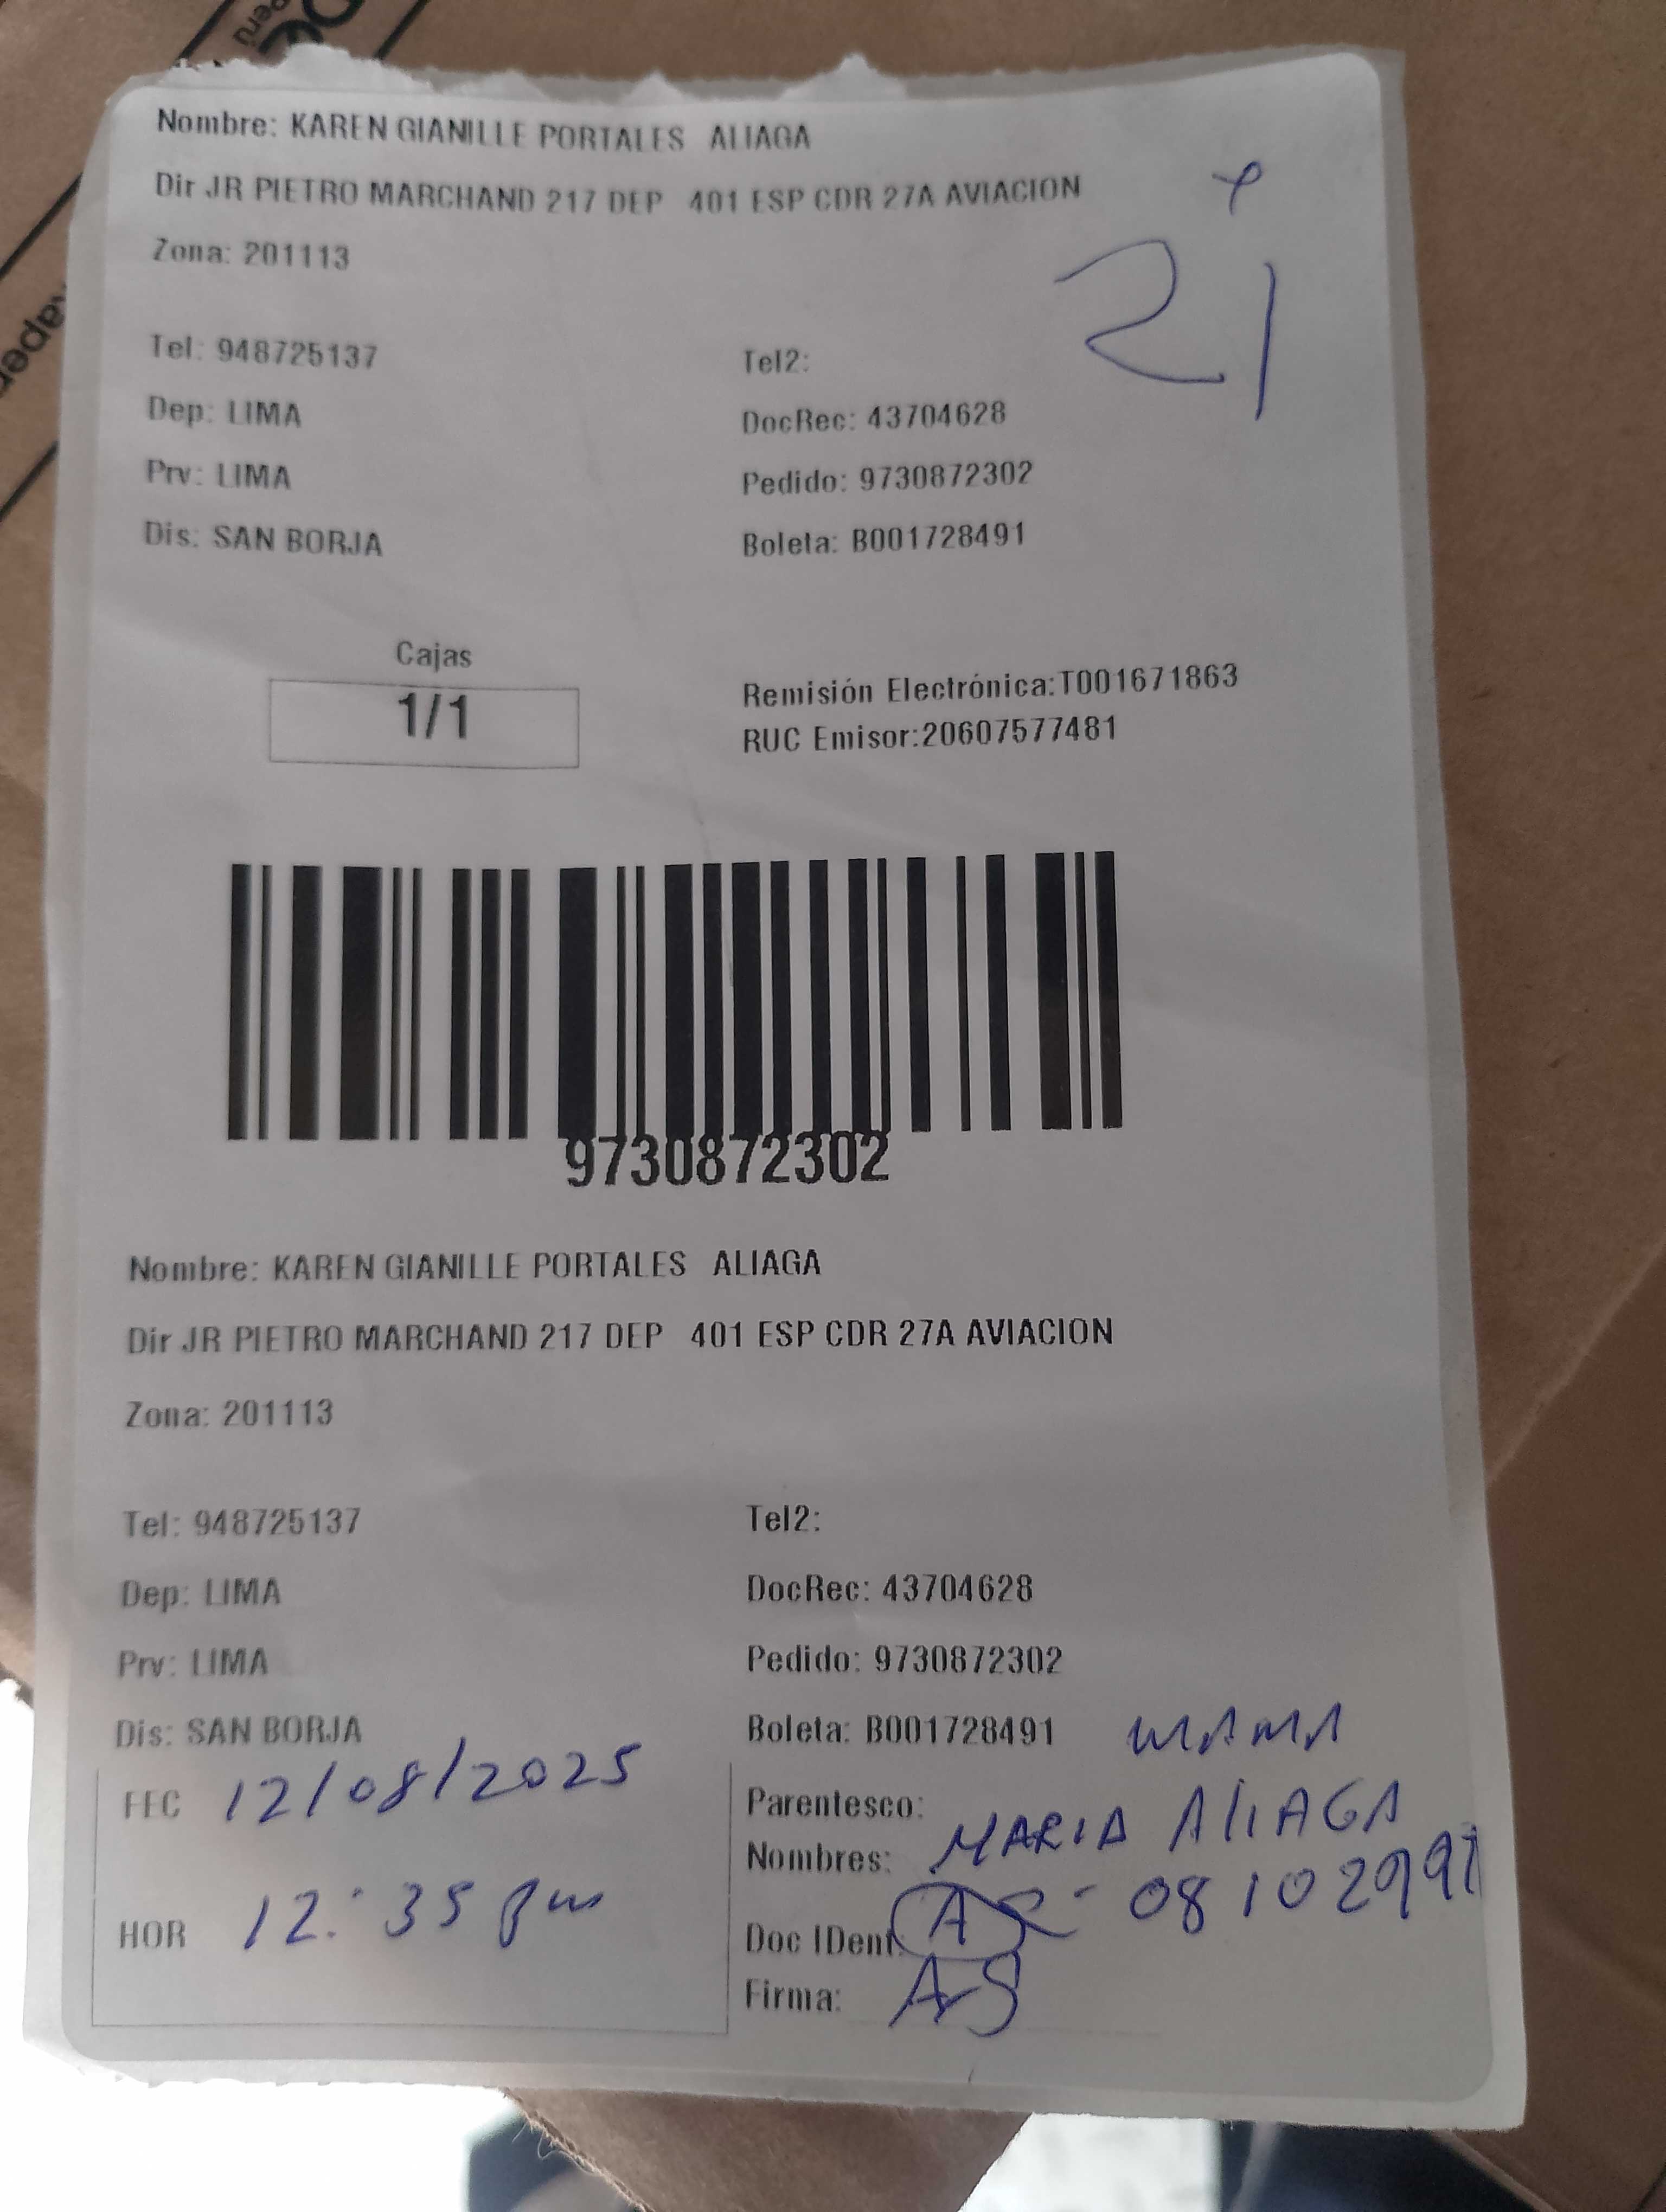 Perú
Nombre: KAREN GIANILLE PORTALES ALIAGA
Dir JR PIETRO MARCHAND 217 DEP 401 ESP CDR 27A AVIACION
Zona: 201113
21
Tel: 948725137 Tel2:
Dep: LIMA DocRec: 43704628
Prv: LIMA Pedido: 9730872302
Dis: SAN BORJA Boleta: B001728491
Cajas
1/1
Remisión Electrónica:T001671863
RUC Emisor:20607577481
9730872302
Nombre: KAREN GIANILLE PORTALES ALIAGA
Dir JR PIETRO MARCHAND 217 DEP 401 ESP CDR 27A AVIACION
Zona: 201113
Tel: 948725137 Tel2:
Dep: LIMA DocRec: 43704628
Prv: LIMA Pedido: 9730872302
Dis: SAN BORJA Boleta: B001728491
FEC 12/08/2025
Parentesco: MAMA
Nombres: MARIA ALIAGA
HOR 12:35 pm
Doc IDent:
Firma: